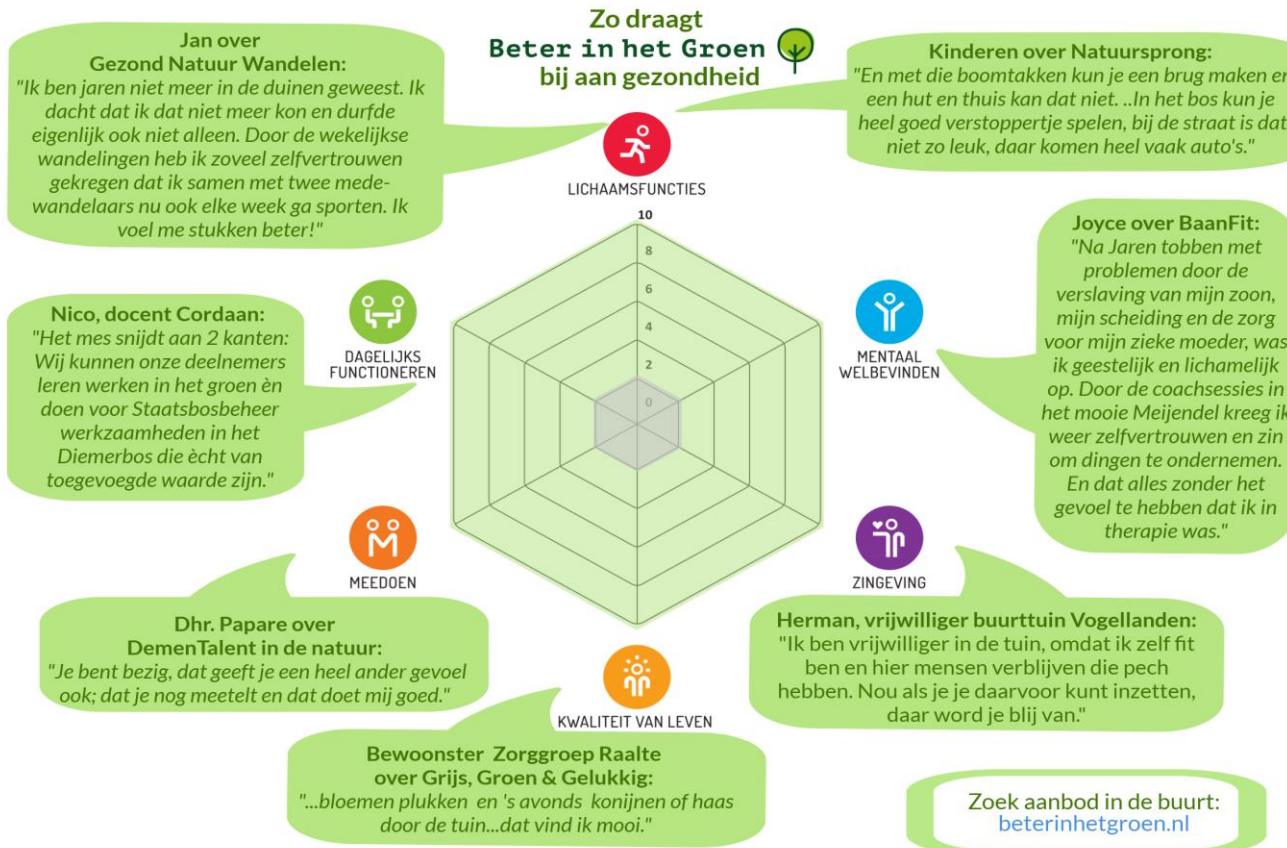 Zo draagt
Beter in het Groen
bij aan gezondheid
Jan over
Gezond Natuur Wandelen:
"Ik ben jaren niet meer in de duinen geweest. Ik
dacht dat ik dat niet meer kon en durfde
eigenlijk ook niet alleen. Door de wekelijkse
wandelingen heb ik zoveel zelfvertrouwen
gekregen dat ik samen met twee mede-
wandelaars nu ook elke week ga sporten. Ik
voel me stukken beter!"
Kinderen over Natuursprong:
"En met die boomtakken kun je een brug maken en
een hut en thuis kan dat niet. ..In het bos kun je
heel goed verstoppertje spelen, bij de straat is dat
niet zo leuk, daar komen heel vaak auto's."
LICHAAMSFUNCTIES
10
8
6
4
2
0
Joyce over BaanFit:
"Na Jaren tobben met
problemen door de
verslaving van mijn zoon,
mijn scheiding en de zorg
voor mijn zieke moeder, was
ik geestelijk en lichamelijk
op. Door de coachsessies in
het mooie Meijendel kreeg ik
weer zelfvertrouwen en zin
om dingen te ondernemen.
En dat alles zonder het
gevoel te hebben dat ik in
therapie was."
MENTAAL
WELBEVINDEN
Nico, docent Cordaan:
"Het mes snijdt aan 2 kanten:
Wij kunnen onze deelnemers
leren werken in het groen èn
doen voor Staatsbosbeheer
werkzaamheden in het
Diemerbos die ècht van
toegevoegde waarde zijn."
DAGELIJKS
FUNCTIONEREN
MEEDOEN
ZINGEVING
Dhr. Papare over
DemenTalent in de natuur:
"Je bent bezig, dat geeft je een heel ander gevoel
ook; dat je nog meetelt en dat doet mij goed."
Herman, vrijwilliger buurttuin Vogellanden:
"Ik ben vrijwilliger in de tuin, omdat ik zelf fit
ben en hier mensen verblijven die pech
hebben. Nou als je je daarvoor kunt inzetten,
daar word je blij van."
KWALITEIT VAN LEVEN
Bewoonster Zorggroep Raalte
over Grijs, Groen & Gelukkig:
"...bloemen plukken en 's avonds konijnen of haas
door de tuin...dat vind ik mooi."
Zoek aanbod in de buurt:
beterinhetgroen.nl